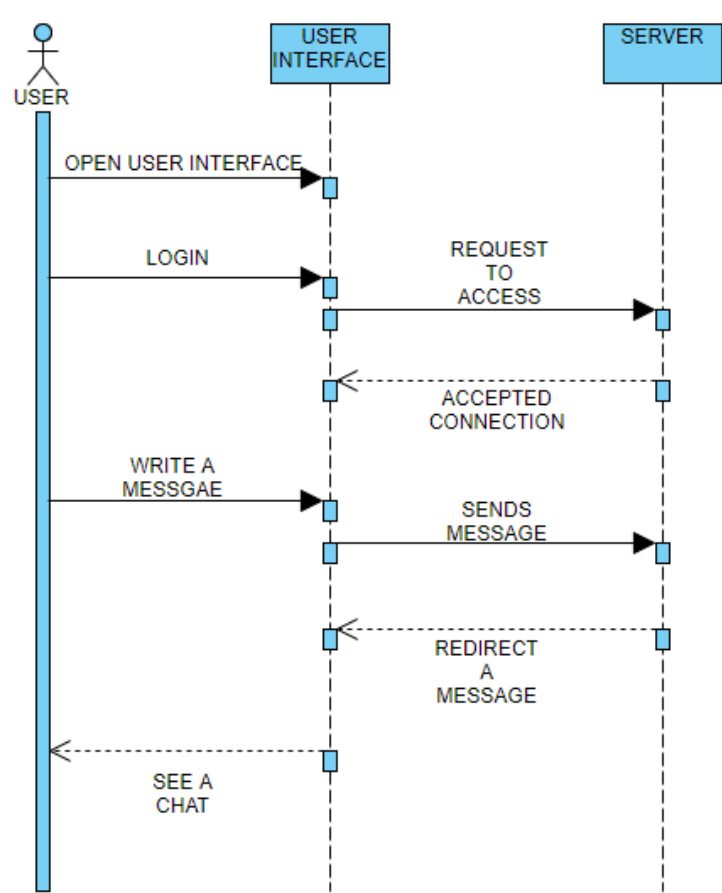 USER
INTERFACE
SERVER
USER
OPEN USER INTERFACE
LOGIN
REQUEST
TO
ACCESS
ACCEPTED
CONNECTION
WRITE A
MESSGAE
SENDS
MESSAGE
REDIRECT
A
MESSAGE
SEE A
CHAT